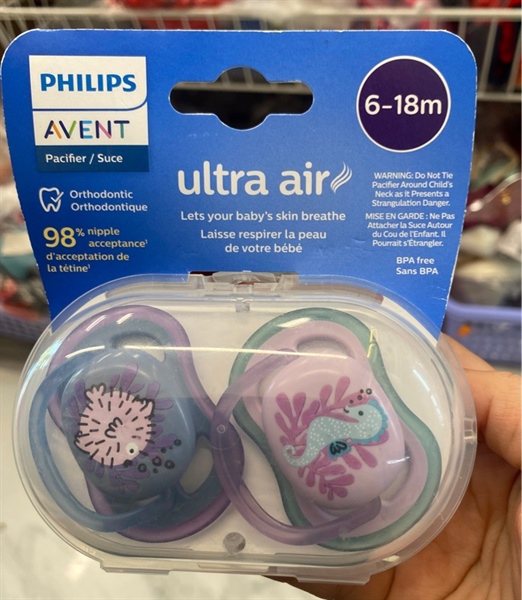 PHILIPS
AVENT
Pacifier / Suce
Orthodontic
Orthodontique
98% nipple
acceptance¹
d'acceptation de
la tétine¹
ultra air
Lets your baby's skin breathe
Laisse respirer la peau
de votre bébé
6-18m
WARNING: Do Not Tie
Pacifier Around Child's
Neck as it Presents a
Strangulation Danger.
MISE EN GARDE : Ne Pas
Attacher la Suce Autour
du Cou de l'Enfant. Il
Pourrait s'Étrangler.
BPA free
Sans BPA